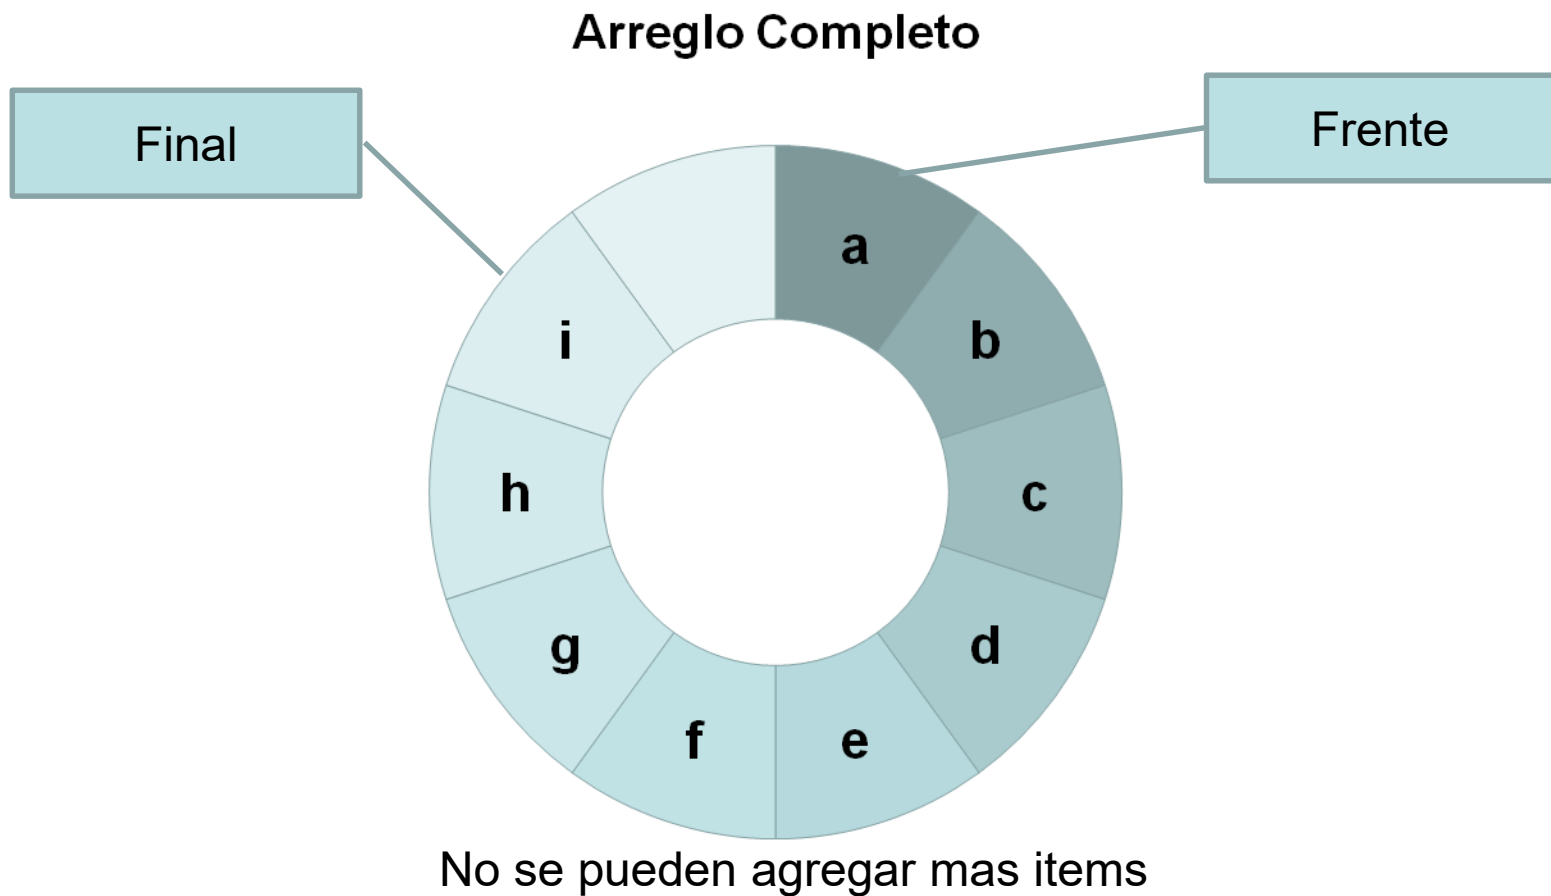 Arreglo Completo
Final
Frente
a
b
c
d
e
f
g
h
i
No se pueden agregar mas items